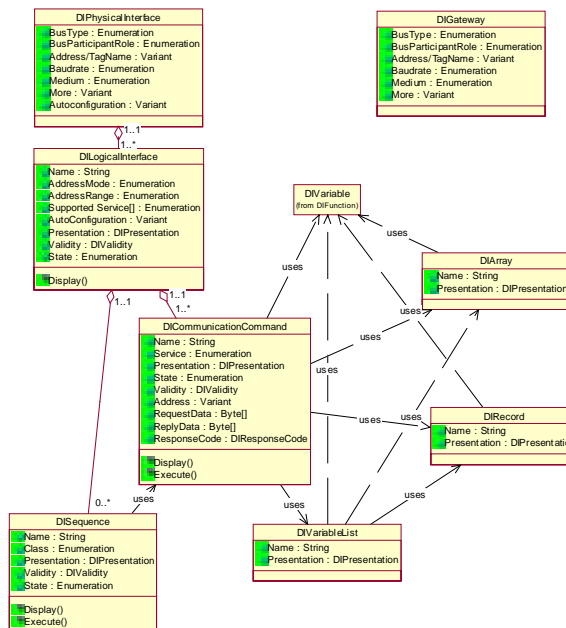 DIPhysicalInterface
BusType : Enumeration
BusParticipantRole : Enumeration
Address/TagName : Variant
Baudrate : Enumeration
Medium : Enumeration
More : Variant
Autoconfiguration : Variant
DIGateway
BusType : Enumeration
BusParticipantRole : Enumeration
Address/TagName : Variant
Baudrate : Enumeration
Medium : Enumeration
More : Variant
1..1
1..*
DILogicalInterface
Name : String
AddressMode : Enumeration
AddressRange : Enumeration
Supported Service[] : Enumeration
AutoConfiguration : Variant
Presentation : DIPresentation
Validity : DIValidity
State : Enumeration
Display()
DIVariable
(from DIFunction)
uses
uses
DIArray
Name : String
Presentation : DIPresentation
1..1
1..1
1..*
DICommunicationCommand
Name : String
Service : Enumeration
Presentation : DIPresentation
State : Enumeration
Validity : DIValidity
Address : Variant
RequestData : Byte[]
ReplyData : Byte[]
ResponseCode : DIResponseCode
Display()
Execute()
uses
uses
uses
uses
uses
DIRecord
Name : String
Presentation : DIPresentati
uses
uses
0..*
uses
DISequence
Name : String
Class : Enumeration
Presentation : DIPresentation
Validity : DIValidity
State : Enumeration
Display()
Execute()
DIVariableList
Name : String
Presentation : DIPresentation